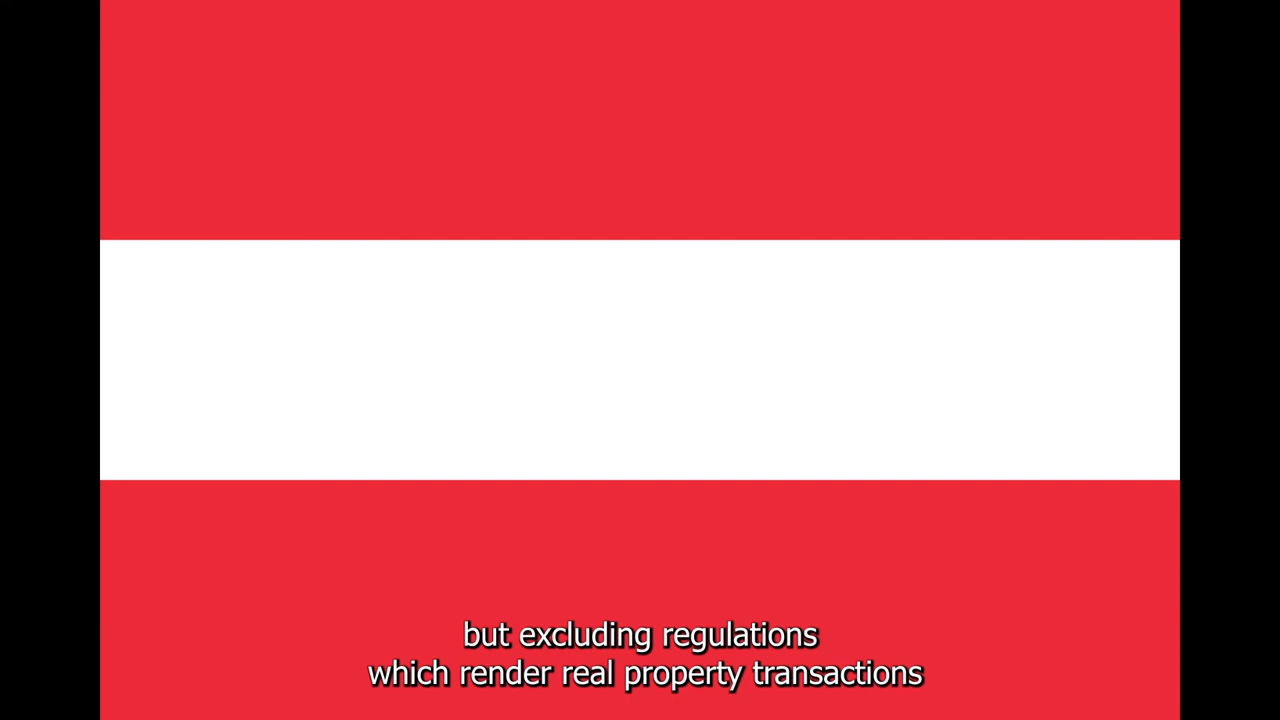 but excluding regulations
which render real property transactions